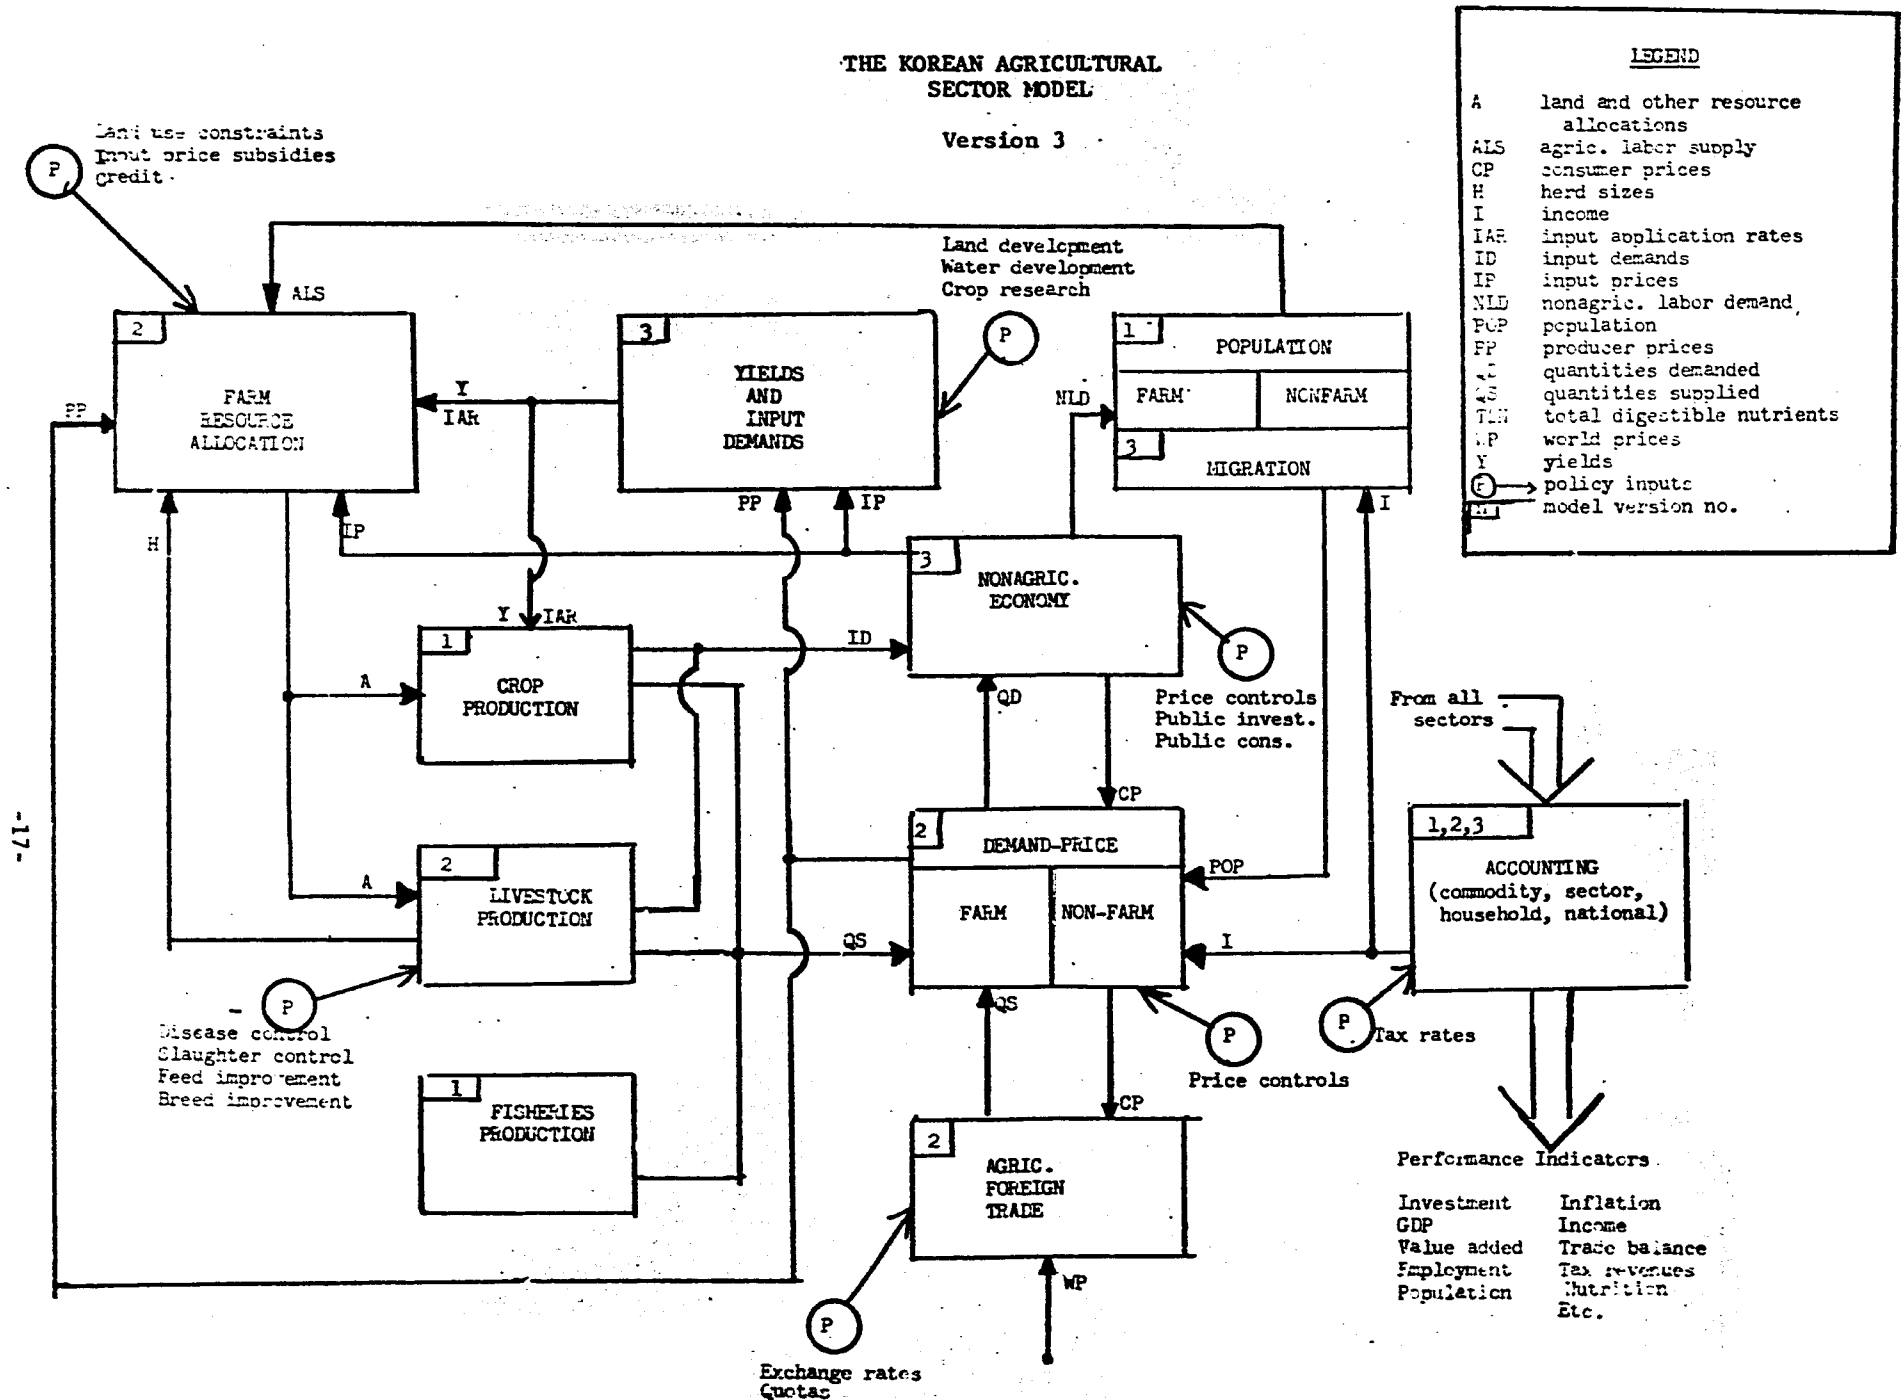 THE KOREAN AGRICULTURAL
SECTOR MODEL
Version 3
LEGEND
A land and other resource
allocations
ALS agric. labor supply
CP consumer prices
H herd sizes
I income
IAR input application rates
ID input demands
IP input prices
NLD nonagric. labor demand
POP population
PP producer prices
quantities demanded
QS quantities supplied
TDN total digestible nutrients
WP world prices
Y yields
P policy inputs
model version no.
Land use constraints
Input price subsidies
Credit
P
ALS
2
FARM
RESOURCE
ALLOCATION
PP
H
IP
Y
IAR
3
YIELDS
AND
INPUT
DEMANDS
PP
IP
Land development
Water development
Crop research
P
1
POPULATION
FARM
NONFARM
3
MIGRATION
NLD
I
3
NONAGRIC.
ECONOMY
P
Price controls
Public invest.
Public cons.
Y IAR
1
CROP
PRODUCTION
A
ID
QD
CP
2
LIVESTOCK
PRODUCTION
A
QS
P
Disease control
Slaughter control
Feed improvement
Breed improvement
1
FISHERIES
PRODUCTION
2
DEMAND-PRICE
FARM
NON-FARM
POP
I
P
Price controls
QS
CP
2
AGRIC.
FOREIGN
TRADE
WP
P
Exchange rates
Quotas
From all
sectors
1,2,3
ACCOUNTING
(commodity, sector,
household, national)
P
Tax rates
Performance Indicators
Investment Inflation
GDP Income
Value added Trade balance
Employment Tax revenues
Population Nutrition
Etc.
-17-